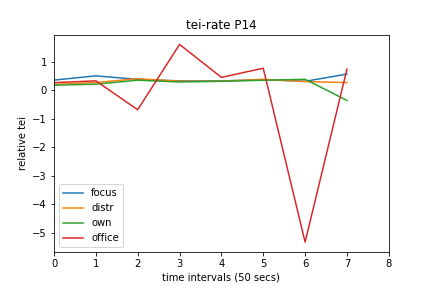 tei-rate P14
relative tei
1
0
−1
−2
−3
−4
−5
focus
distr
own
office
0 1 2 3 4 5 6 7 8
time intervals (50 secs)